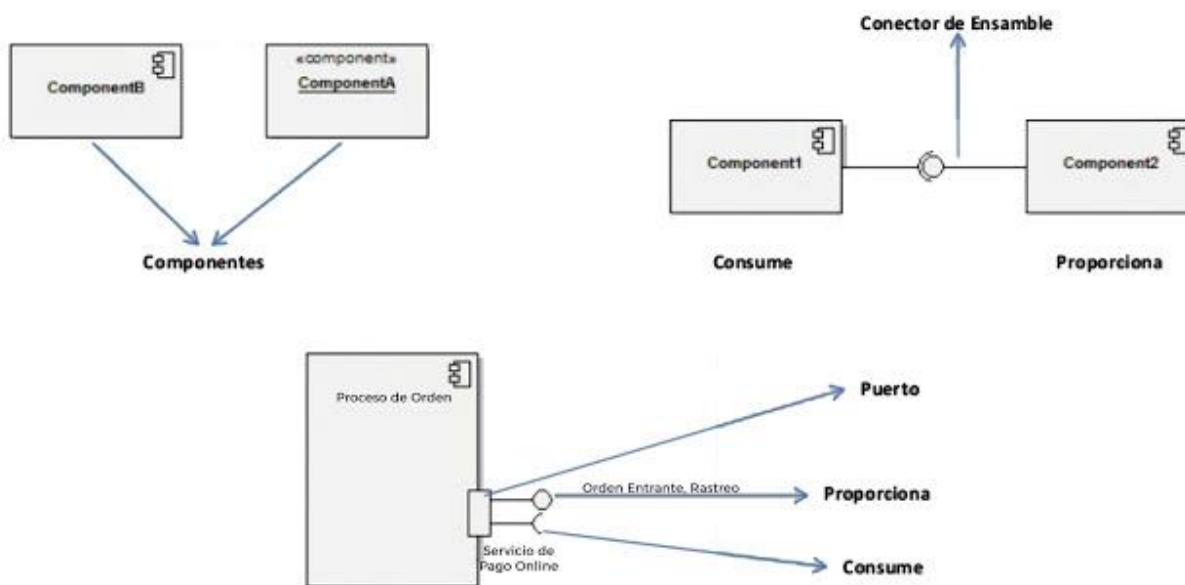 Conector de Ensamble
ComponentB
«component»
ComponentA
Component1
Component2
Componentes
Consume
Proporciona
Proceso de Orden
Puerto
Orden Entrante, Rastreo
Proporciona
Servicio de
Pago Online
Consume